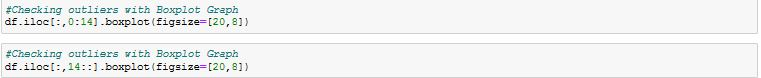 #Checking outliers with Boxplot Graph
df.iloc[:,0:14].boxplot(figsize=[20,8])
#Checking outliers with Boxplot Graph
df.iloc[:,14::].boxplot(figsize=[20,8])